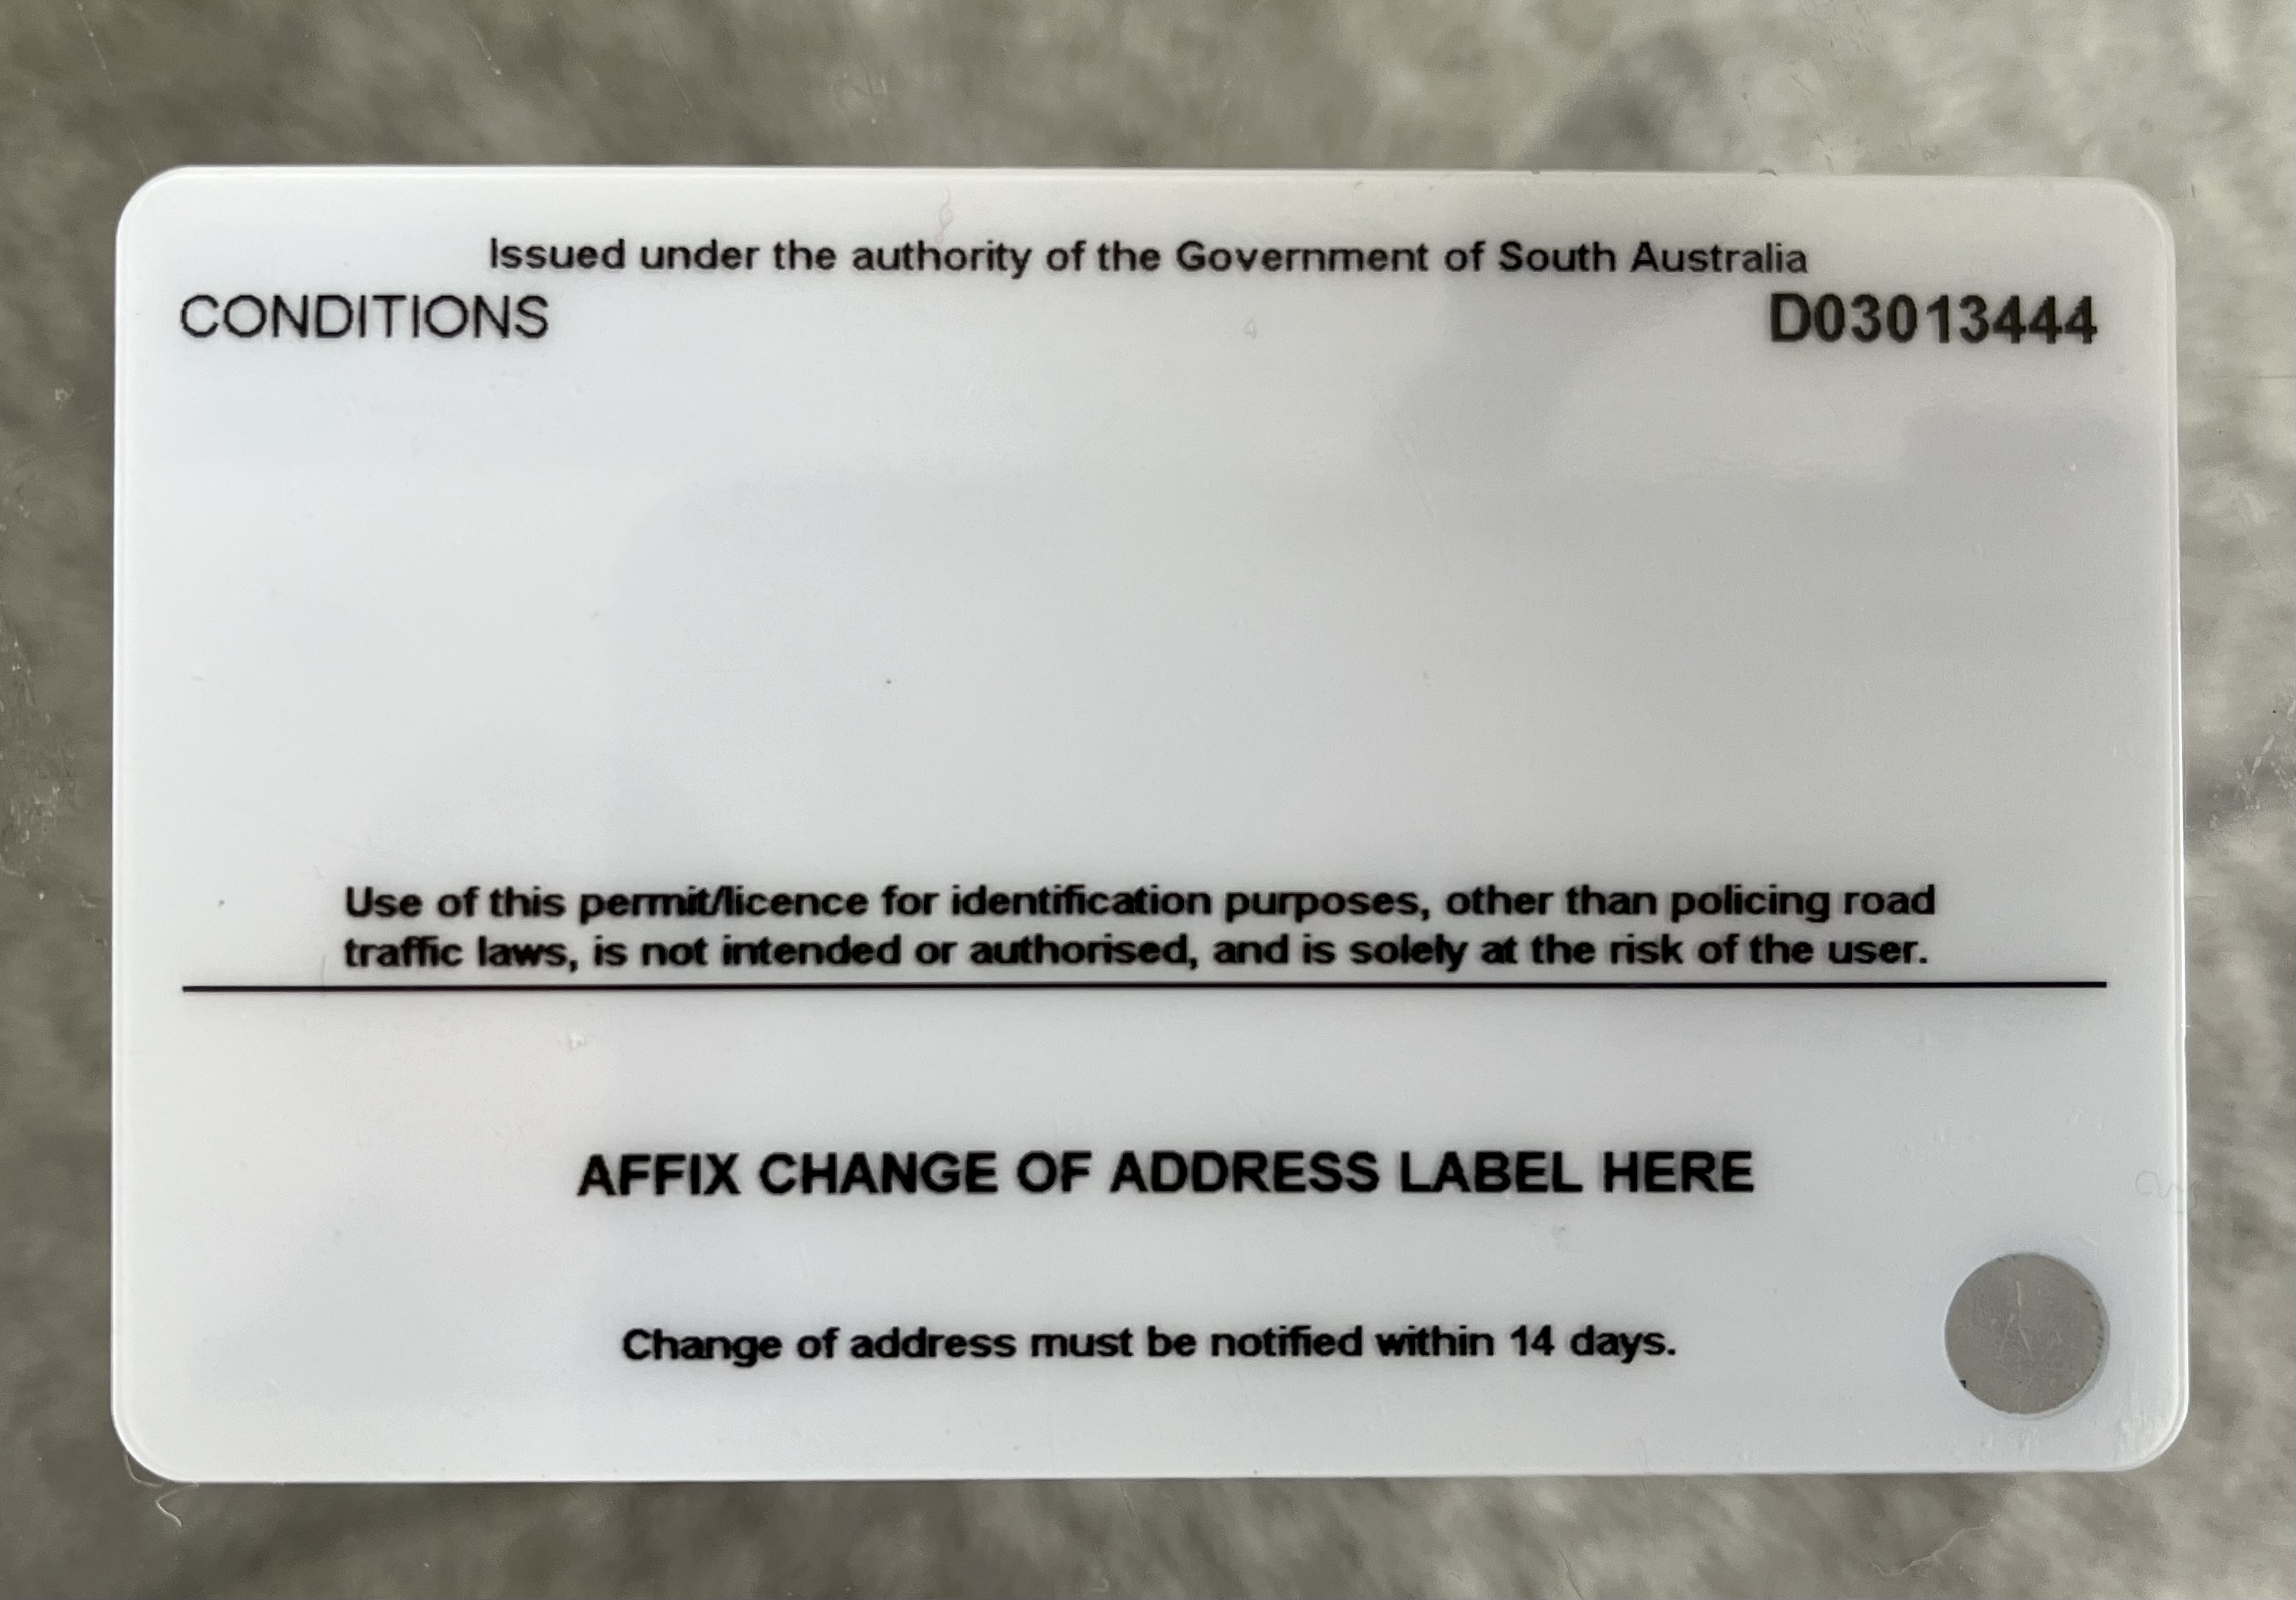 Issued under the authority of the Government of South Australia
CONDITIONS D03013444
Use of this permit/licence for identification purposes, other than policing road
traffic laws, is not intended or authorised, and is solely at the risk of the user.
AFFIX CHANGE OF ADDRESS LABEL HERE
Change of address must be notified within 14 days.